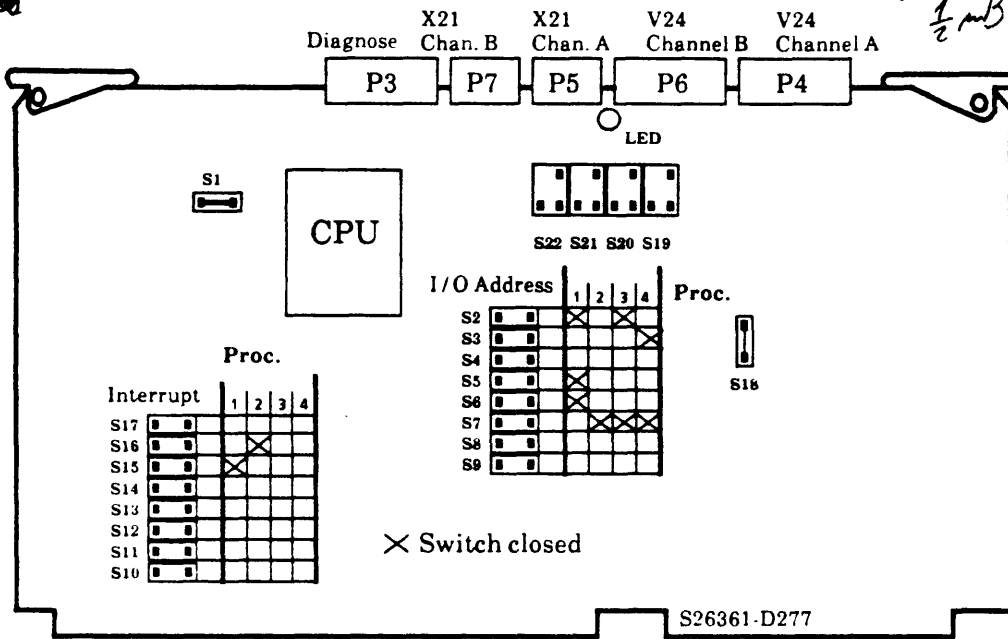 X21 X21 V24 V24
Diagnose Chan. B Chan. A Channel B Channel A
P3 P7 P5 P6 P4
LED
S1
CPU
S22 S21 S20 S19
I/O Address 1 2 3 4 Proc.
S2
S3
S4
S5
S6
S7
S8
S9
S18
Proc.
Interrupt 1 2 3 4
S17
S16
S15
S14
S13
S12
S11
S10
X Switch closed
S26361-D277